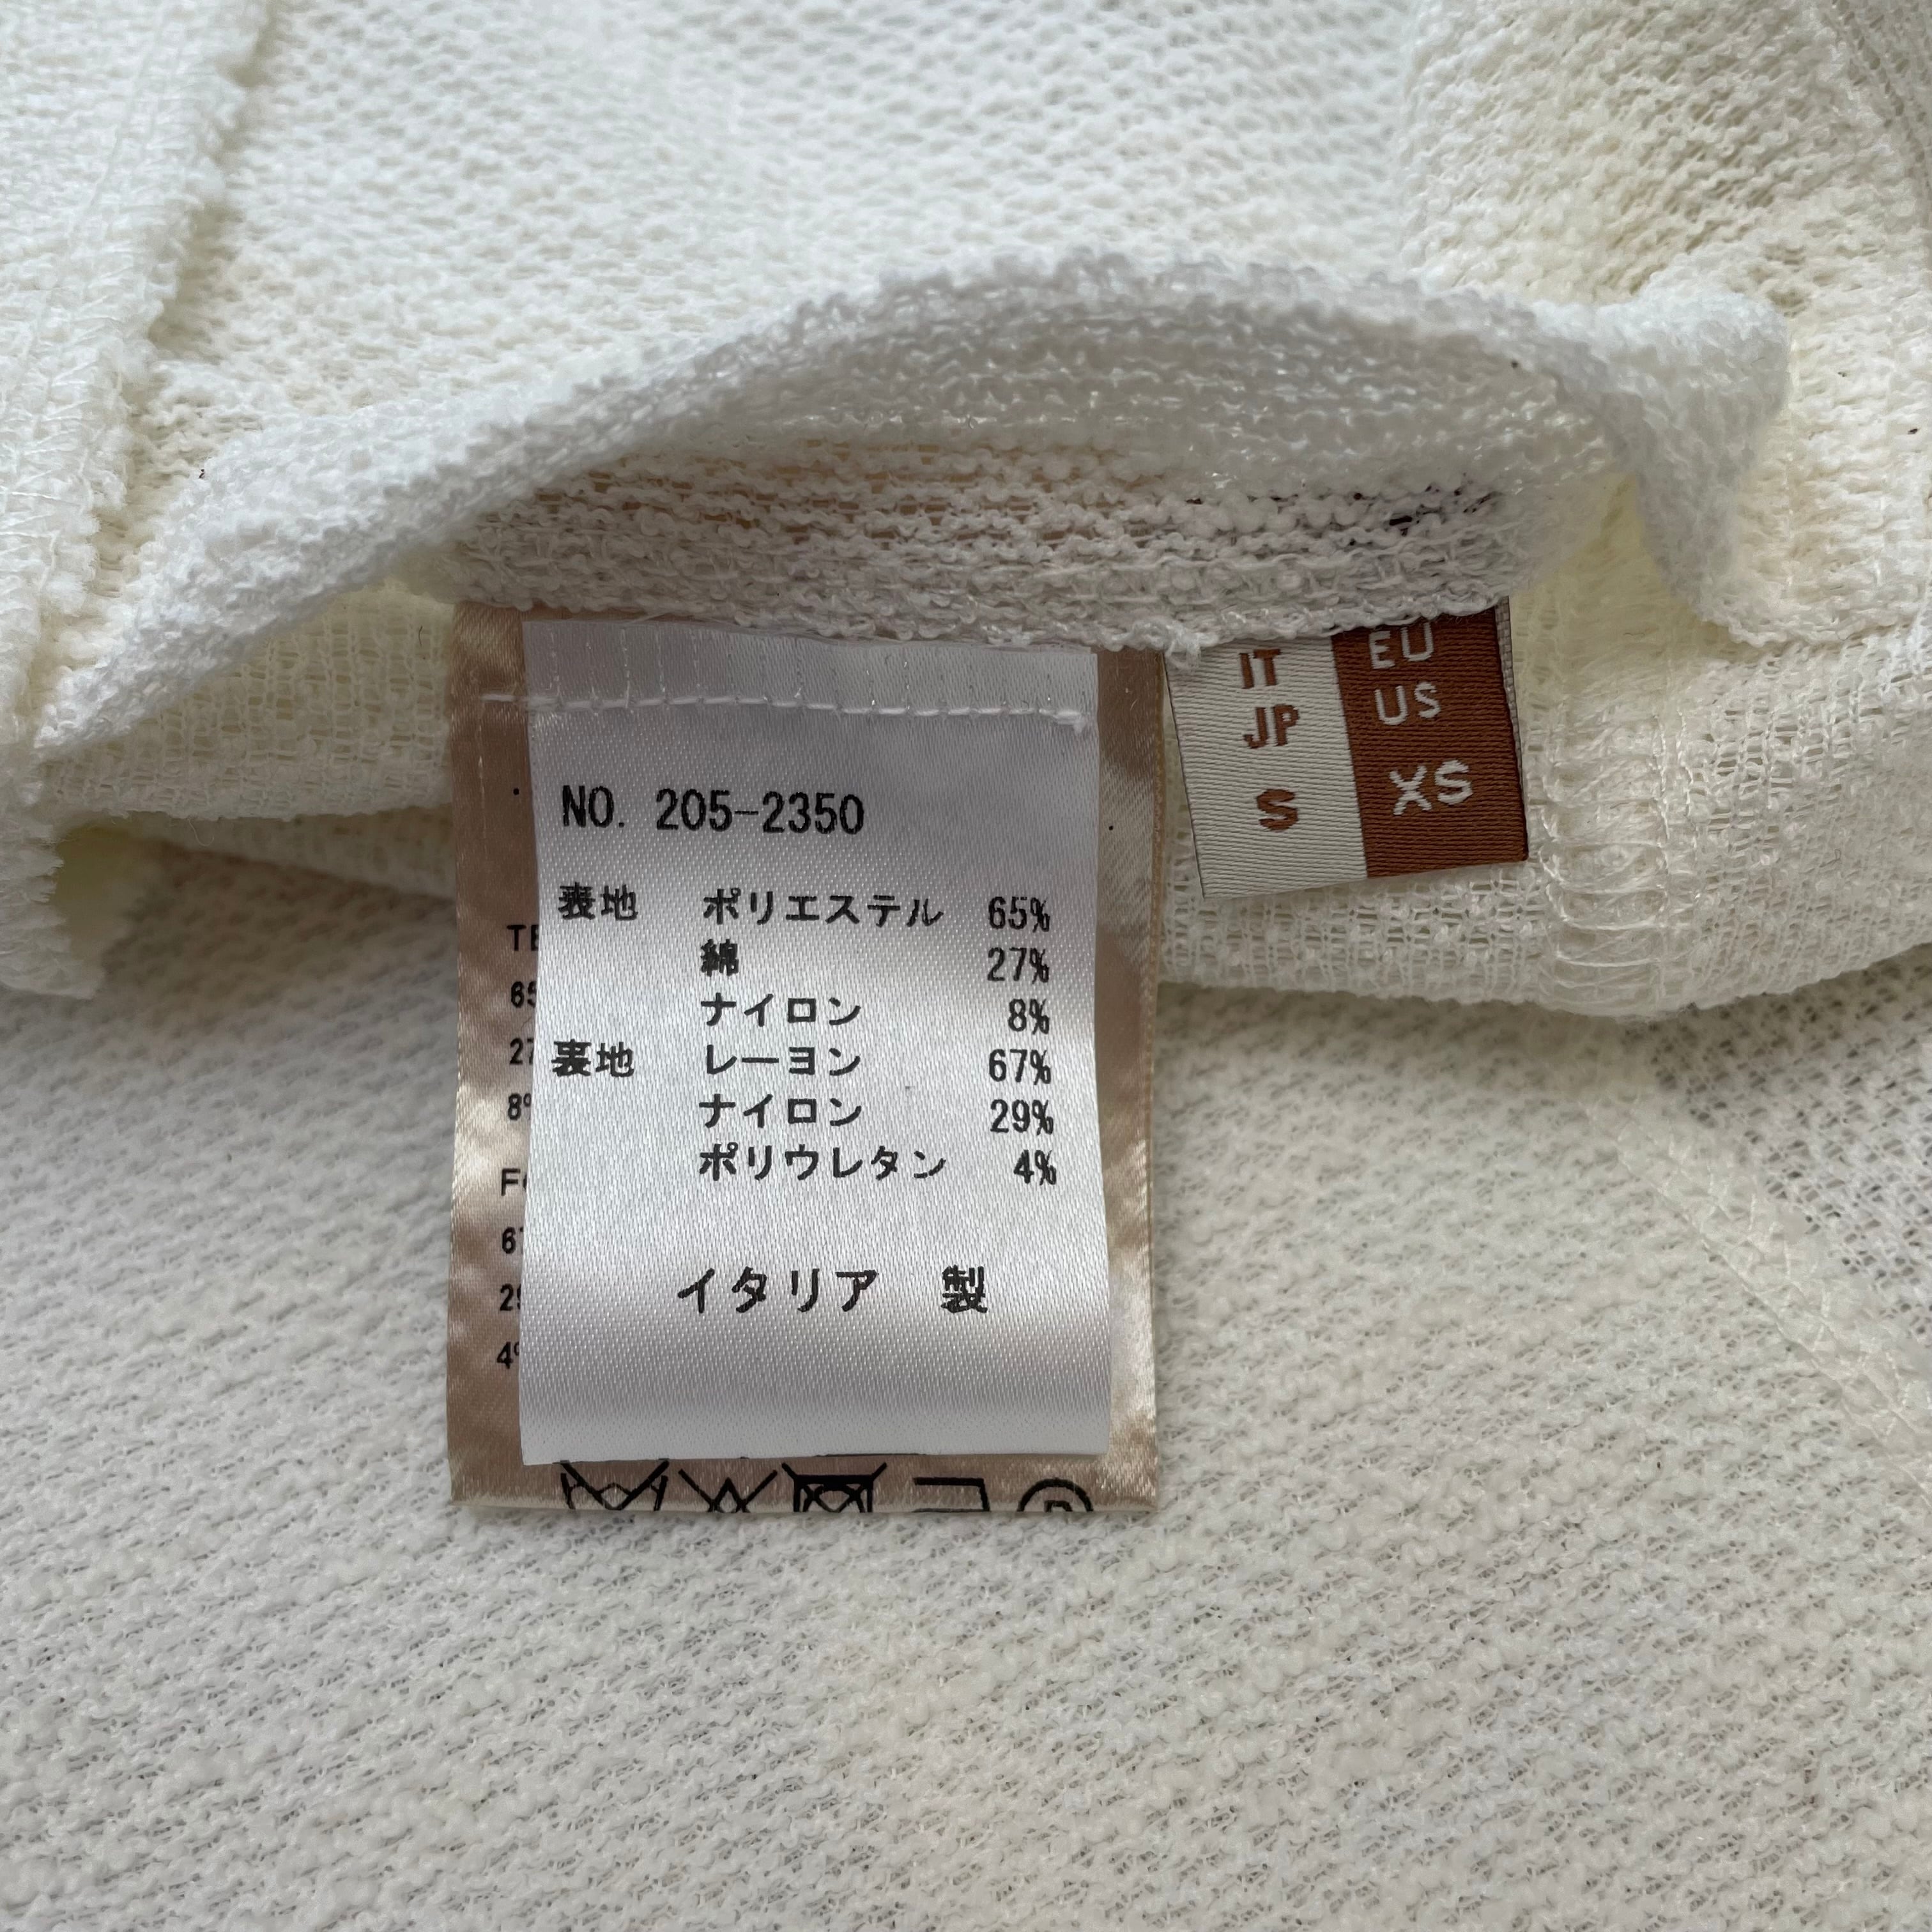 IT
JP
S
EU
US
XS
NO. 205-2350
表地 ポリエステル 65%
綿 27%
ナイロン 8%
裏地 レーヨン 67%
ナイロン 29%
ポリウレタン 4%
イタリア 製